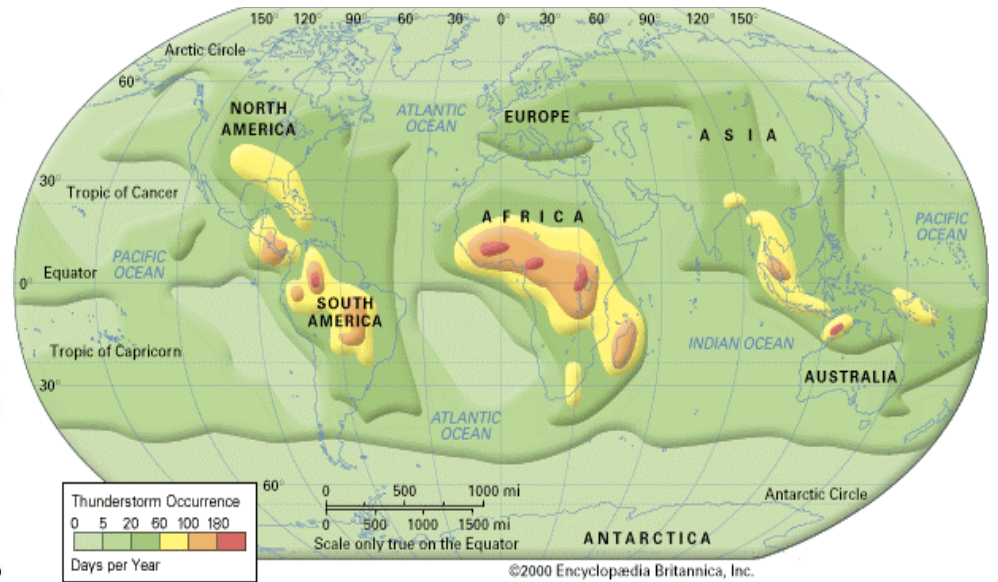 150° 120° 90° 60° 30° 0° 30° 60° 90° 120° 150°
Arctic Circle
60°
NORTH
AMERICA
ATLANTIC
OCEAN
EUROPE
A S I A
30°
Tropic of Cancer
A F R I C A
PACIFIC
OCEAN
PACIFIC
OCEAN
Equator
0°
SOUTH
AMERICA
INDIAN OCEAN
Tropic of Capricorn
AUSTRALIA
30°
ATLANTIC
OCEAN
60°
Antarctic Circle
Thunderstorm Occurrence
0 5 20 60 100 180
Days per Year
0 500 1000 mi
0 500 1000 1500 mi
Scale only true on the Equator
ANTARCTICA
©2000 Encyclopædia Britannica, Inc.